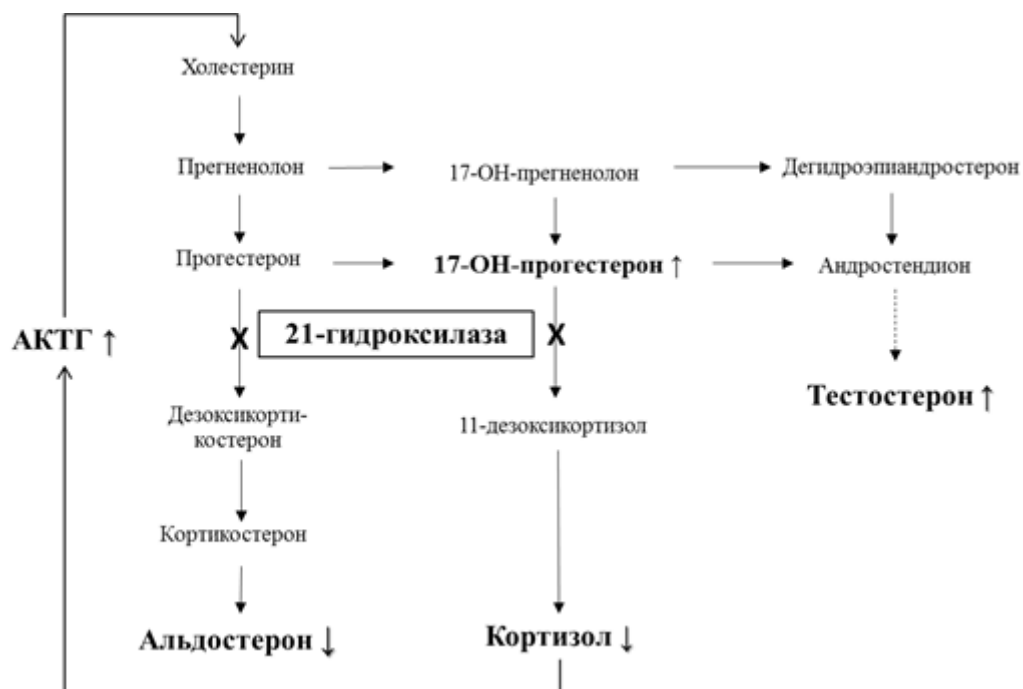 Холестерин
Прегненолон
17-ОН-прегненолон
Дегидроэпиандростерон
Прогестерон
17-ОН-прогестерон ↑
Андростендион
АКТГ ↑
X
21-гидроксилаза
X
Тестостерон ↑
Дезоксикорти-
костерон
11-дезоксикортизол
Кортикостерон
Альдостерон ↓
Кортизол ↓